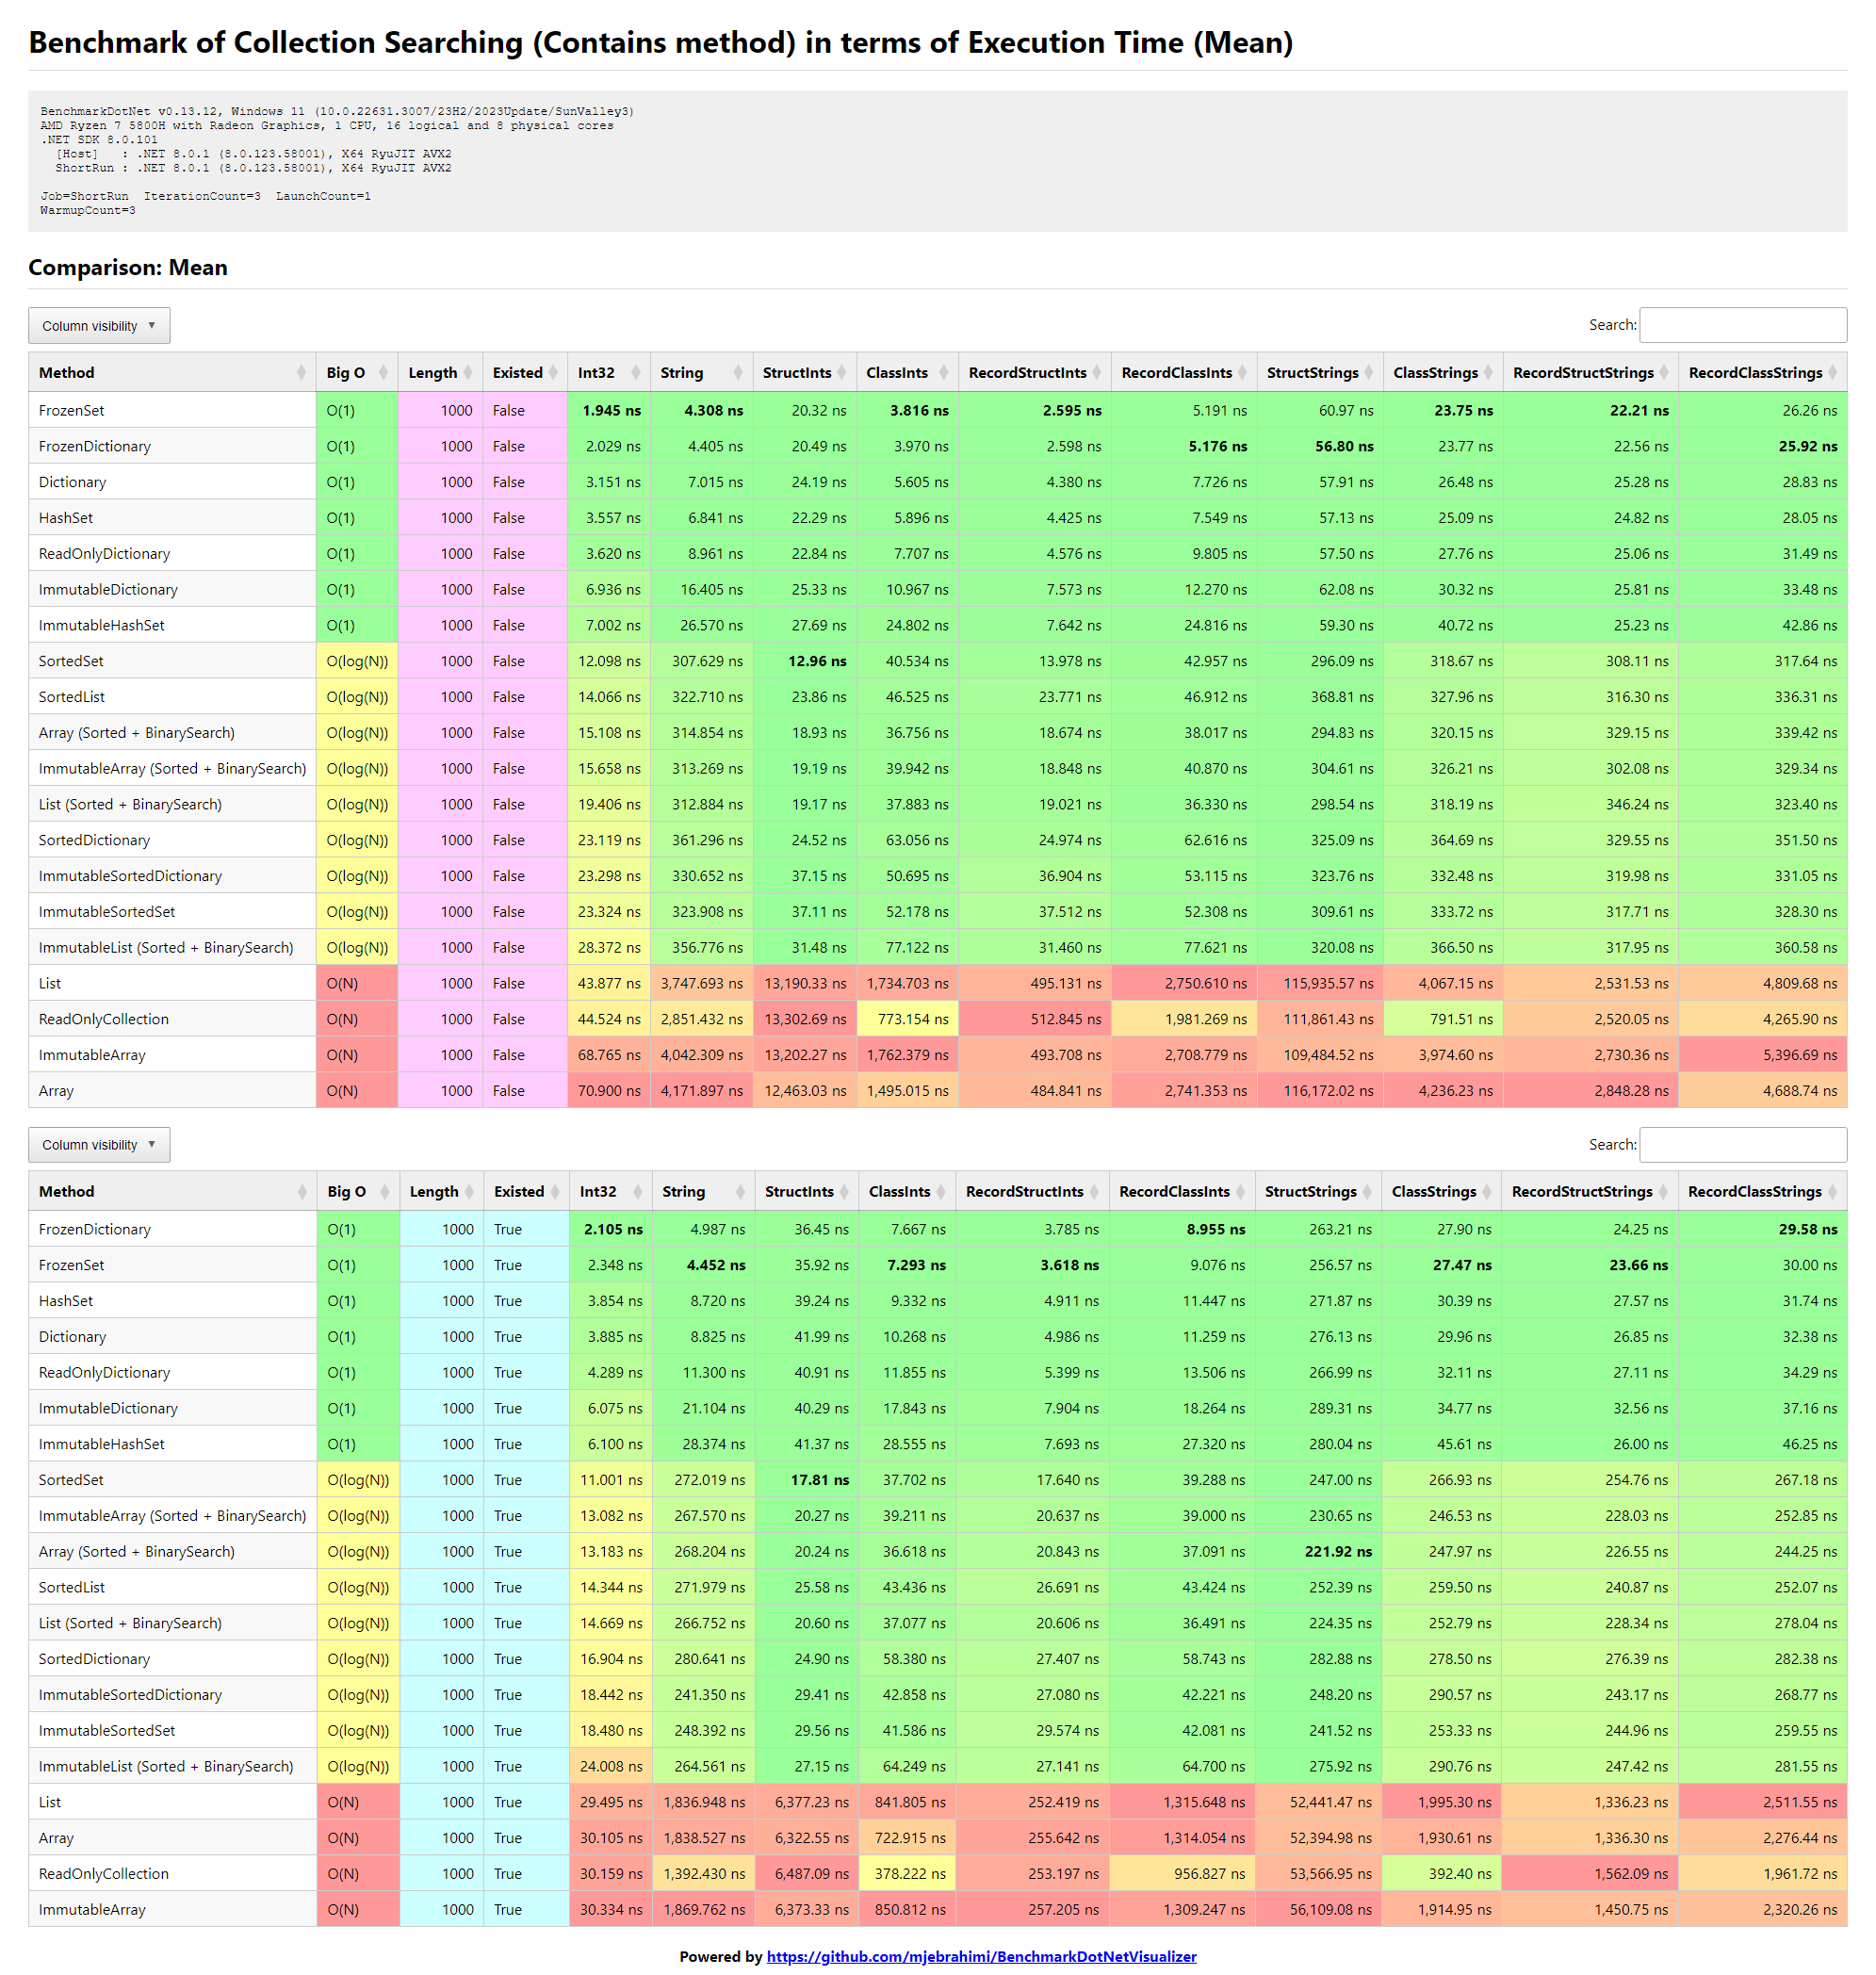 Benchmark of Collection Searching (Contains method) in terms of Execution Time (Mean)
BenchmarkDotNet v0.13.12, Windows 11 (10.0.22631.3007/23H2/2023Update/SunValley3)
AMD Ryzen 7 5800H with Radeon Graphics, 1 CPU, 16 logical and 8 physical cores
.NET SDK 8.0.101
[Host]   : .NET 8.0.1 (8.0.123.58001), X64 RyuJIT AVX2
ShortRun : .NET 8.0.1 (8.0.123.58001), X64 RyuJIT AVX2
Job=ShortRun  IterationCount=3  LaunchCount=1
WarmupCount=3
Comparison: Mean
Column visibility ▼ Search:
Method Big O Length Existed Int32 String StructInts ClassInts RecordStructInts RecordClassInts StructStrings ClassStrings RecordStructStrings RecordClassStrings
FrozenSet O(1) 1000 False 1.945 ns 4.308 ns 20.32 ns 3.816 ns 2.595 ns 5.191 ns 60.97 ns 23.75 ns 22.21 ns 26.26 ns
FrozenDictionary O(1) 1000 False 2.029 ns 4.405 ns 20.49 ns 3.970 ns 2.598 ns 5.176 ns 56.80 ns 23.77 ns 22.56 ns 25.92 ns
Dictionary O(1) 1000 False 3.151 ns 7.015 ns 24.19 ns 5.605 ns 4.380 ns 7.726 ns 57.91 ns 26.48 ns 25.28 ns 28.83 ns
HashSet O(1) 1000 False 3.557 ns 6.841 ns 22.29 ns 5.896 ns 4.425 ns 7.549 ns 57.13 ns 25.09 ns 24.82 ns 28.05 ns
ReadOnlyDictionary O(1) 1000 False 3.620 ns 8.961 ns 22.84 ns 7.707 ns 4.576 ns 9.805 ns 57.50 ns 27.76 ns 25.06 ns 31.49 ns
ImmutableDictionary O(1) 1000 False 6.936 ns 16.405 ns 25.33 ns 10.967 ns 7.573 ns 12.270 ns 62.08 ns 30.32 ns 25.81 ns 33.48 ns
ImmutableHashSet O(1) 1000 False 7.002 ns 26.570 ns 27.69 ns 24.802 ns 7.642 ns 24.816 ns 59.30 ns 40.72 ns 25.23 ns 42.86 ns
SortedSet O(log(N)) 1000 False 12.098 ns 307.629 ns 12.96 ns 40.534 ns 13.978 ns 42.957 ns 296.09 ns 318.67 ns 308.11 ns 317.64 ns
SortedList O(log(N)) 1000 False 14.066 ns 322.710 ns 23.86 ns 46.525 ns 23.771 ns 46.912 ns 368.81 ns 327.96 ns 316.30 ns 336.31 ns
Array (Sorted + BinarySearch) O(log(N)) 1000 False 15.108 ns 314.854 ns 18.93 ns 36.756 ns 18.674 ns 38.017 ns 294.83 ns 320.15 ns 329.15 ns 339.42 ns
ImmutableArray (Sorted + BinarySearch) O(log(N)) 1000 False 15.658 ns 313.269 ns 19.19 ns 39.942 ns 18.848 ns 40.870 ns 304.61 ns 326.21 ns 302.08 ns 329.34 ns
List (Sorted + BinarySearch) O(log(N)) 1000 False 19.406 ns 312.884 ns 19.17 ns 37.883 ns 19.021 ns 36.330 ns 298.54 ns 318.19 ns 346.24 ns 323.40 ns
SortedDictionary O(log(N)) 1000 False 23.119 ns 361.296 ns 24.52 ns 63.056 ns 24.974 ns 62.616 ns 325.09 ns 364.69 ns 329.55 ns 351.50 ns
ImmutableSortedDictionary O(log(N)) 1000 False 23.298 ns 330.652 ns 37.15 ns 50.695 ns 36.904 ns 53.115 ns 323.76 ns 332.48 ns 319.98 ns 331.05 ns
ImmutableSortedSet O(log(N)) 1000 False 23.324 ns 323.908 ns 37.11 ns 52.178 ns 37.512 ns 52.308 ns 309.61 ns 333.72 ns 317.71 ns 328.30 ns
ImmutableList (Sorted + BinarySearch) O(log(N)) 1000 False 28.372 ns 356.776 ns 31.48 ns 77.122 ns 31.460 ns 77.621 ns 320.08 ns 366.50 ns 317.95 ns 360.58 ns
List O(N) 1000 False 43.877 ns 3,747.693 ns 13,190.33 ns 1,734.703 ns 495.131 ns 2,750.610 ns 115,935.57 ns 4,067.15 ns 2,531.53 ns 4,809.68 ns
ReadOnlyCollection O(N) 1000 False 44.524 ns 2,851.432 ns 13,302.69 ns 773.154 ns 512.845 ns 1,981.269 ns 111,861.43 ns 791.51 ns 2,520.05 ns 4,265.90 ns
ImmutableArray O(N) 1000 False 68.765 ns 4,042.309 ns 13,202.27 ns 1,762.379 ns 493.708 ns 2,708.779 ns 109,484.52 ns 3,974.60 ns 2,730.36 ns 5,396.69 ns
Array O(N) 1000 False 70.900 ns 4,171.897 ns 12,463.03 ns 1,495.015 ns 484.841 ns 2,741.353 ns 116,172.02 ns 4,236.23 ns 2,848.28 ns 4,688.74 ns
Column visibility ▼ Search:
Method Big O Length Existed Int32 String StructInts ClassInts RecordStructInts RecordClassInts StructStrings ClassStrings RecordStructStrings RecordClassStrings
FrozenDictionary O(1) 1000 True 2.105 ns 4.987 ns 36.45 ns 7.667 ns 3.785 ns 8.955 ns 263.21 ns 27.90 ns 24.25 ns 29.58 ns
FrozenSet O(1) 1000 True 2.348 ns 4.452 ns 35.92 ns 7.293 ns 3.618 ns 9.076 ns 256.57 ns 27.47 ns 23.66 ns 30.00 ns
HashSet O(1) 1000 True 3.854 ns 8.720 ns 39.24 ns 9.332 ns 4.911 ns 11.447 ns 271.87 ns 30.39 ns 27.57 ns 31.74 ns
Dictionary O(1) 1000 True 3.885 ns 8.825 ns 41.99 ns 10.268 ns 4.986 ns 11.259 ns 276.13 ns 29.96 ns 26.85 ns 32.38 ns
ReadOnlyDictionary O(1) 1000 True 4.289 ns 11.300 ns 40.91 ns 11.855 ns 5.399 ns 13.506 ns 266.99 ns 32.11 ns 27.11 ns 34.29 ns
ImmutableDictionary O(1) 1000 True 6.075 ns 21.104 ns 40.29 ns 17.843 ns 7.904 ns 18.264 ns 289.31 ns 34.77 ns 32.56 ns 37.16 ns
ImmutableHashSet O(1) 1000 True 6.100 ns 28.374 ns 41.37 ns 28.555 ns 7.693 ns 27.320 ns 280.04 ns 45.61 ns 26.00 ns 46.25 ns
SortedSet O(log(N)) 1000 True 11.001 ns 272.019 ns 17.81 ns 37.702 ns 17.640 ns 39.288 ns 247.00 ns 266.93 ns 254.76 ns 267.18 ns
ImmutableArray (Sorted + BinarySearch) O(log(N)) 1000 True 13.082 ns 267.570 ns 20.27 ns 39.211 ns 20.637 ns 39.000 ns 230.65 ns 246.53 ns 228.03 ns 252.85 ns
Array (Sorted + BinarySearch) O(log(N)) 1000 True 13.183 ns 268.204 ns 20.24 ns 36.618 ns 20.843 ns 37.091 ns 221.92 ns 247.97 ns 226.55 ns 244.25 ns
SortedList O(log(N)) 1000 True 14.344 ns 271.979 ns 25.58 ns 43.436 ns 26.691 ns 43.424 ns 252.39 ns 259.50 ns 240.87 ns 252.07 ns
List (Sorted + BinarySearch) O(log(N)) 1000 True 14.669 ns 266.752 ns 20.60 ns 37.077 ns 20.606 ns 36.491 ns 224.35 ns 252.79 ns 228.34 ns 278.04 ns
SortedDictionary O(log(N)) 1000 True 16.904 ns 280.641 ns 24.90 ns 58.380 ns 27.407 ns 58.743 ns 282.88 ns 278.50 ns 276.39 ns 282.38 ns
ImmutableSortedDictionary O(log(N)) 1000 True 18.442 ns 241.350 ns 29.41 ns 42.858 ns 27.080 ns 42.221 ns 248.20 ns 290.57 ns 243.17 ns 268.77 ns
ImmutableSortedSet O(log(N)) 1000 True 18.480 ns 248.392 ns 29.56 ns 41.586 ns 29.574 ns 42.081 ns 241.52 ns 253.33 ns 244.96 ns 259.55 ns
ImmutableList (Sorted + BinarySearch) O(log(N)) 1000 True 24.008 ns 264.561 ns 27.15 ns 64.249 ns 27.141 ns 64.700 ns 275.92 ns 290.76 ns 247.42 ns 281.55 ns
List O(N) 1000 True 29.495 ns 1,836.948 ns 6,377.23 ns 841.805 ns 252.419 ns 1,315.648 ns 52,441.47 ns 1,995.30 ns 1,336.23 ns 2,511.55 ns
Array O(N) 1000 True 30.105 ns 1,838.527 ns 6,322.55 ns 722.915 ns 255.642 ns 1,314.054 ns 52,394.98 ns 1,930.61 ns 1,336.30 ns 2,276.44 ns
ReadOnlyCollection O(N) 1000 True 30.159 ns 1,392.430 ns 6,487.09 ns 378.222 ns 253.197 ns 956.827 ns 53,566.95 ns 392.40 ns 1,562.09 ns 1,961.72 ns
ImmutableArray O(N) 1000 True 30.334 ns 1,869.762 ns 6,373.33 ns 850.812 ns 257.205 ns 1,309.247 ns 56,109.08 ns 1,914.95 ns 1,450.75 ns 2,320.26 ns
Powered by https://github.com/mjebrahimi/BenchmarkDotNetVisualizer